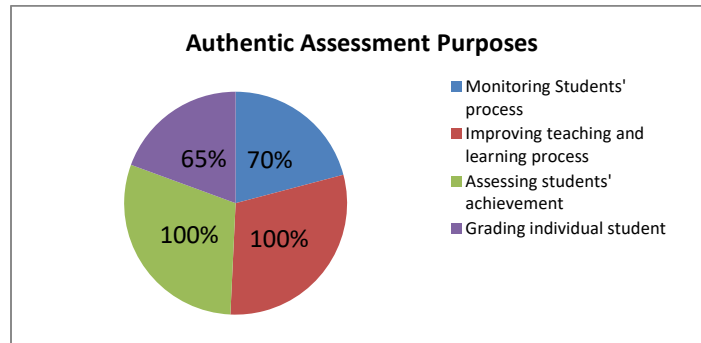 Authentic Assessment Purposes
65%
70%
100%
100%
Monitoring Students'
process
Improving teaching and
learning process
Assessing students'
achievement
Grading individual student